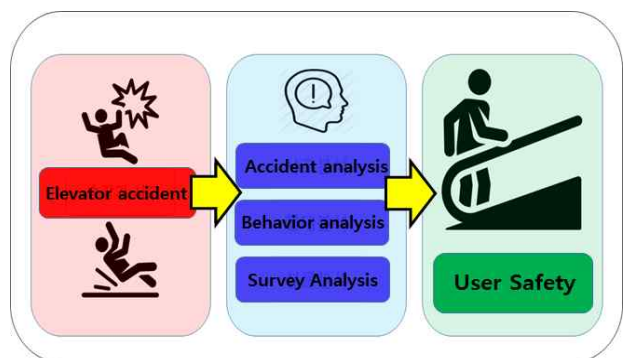 Elevator accident
Accident analysis
Behavior analysis
Survey Analysis
User Safety